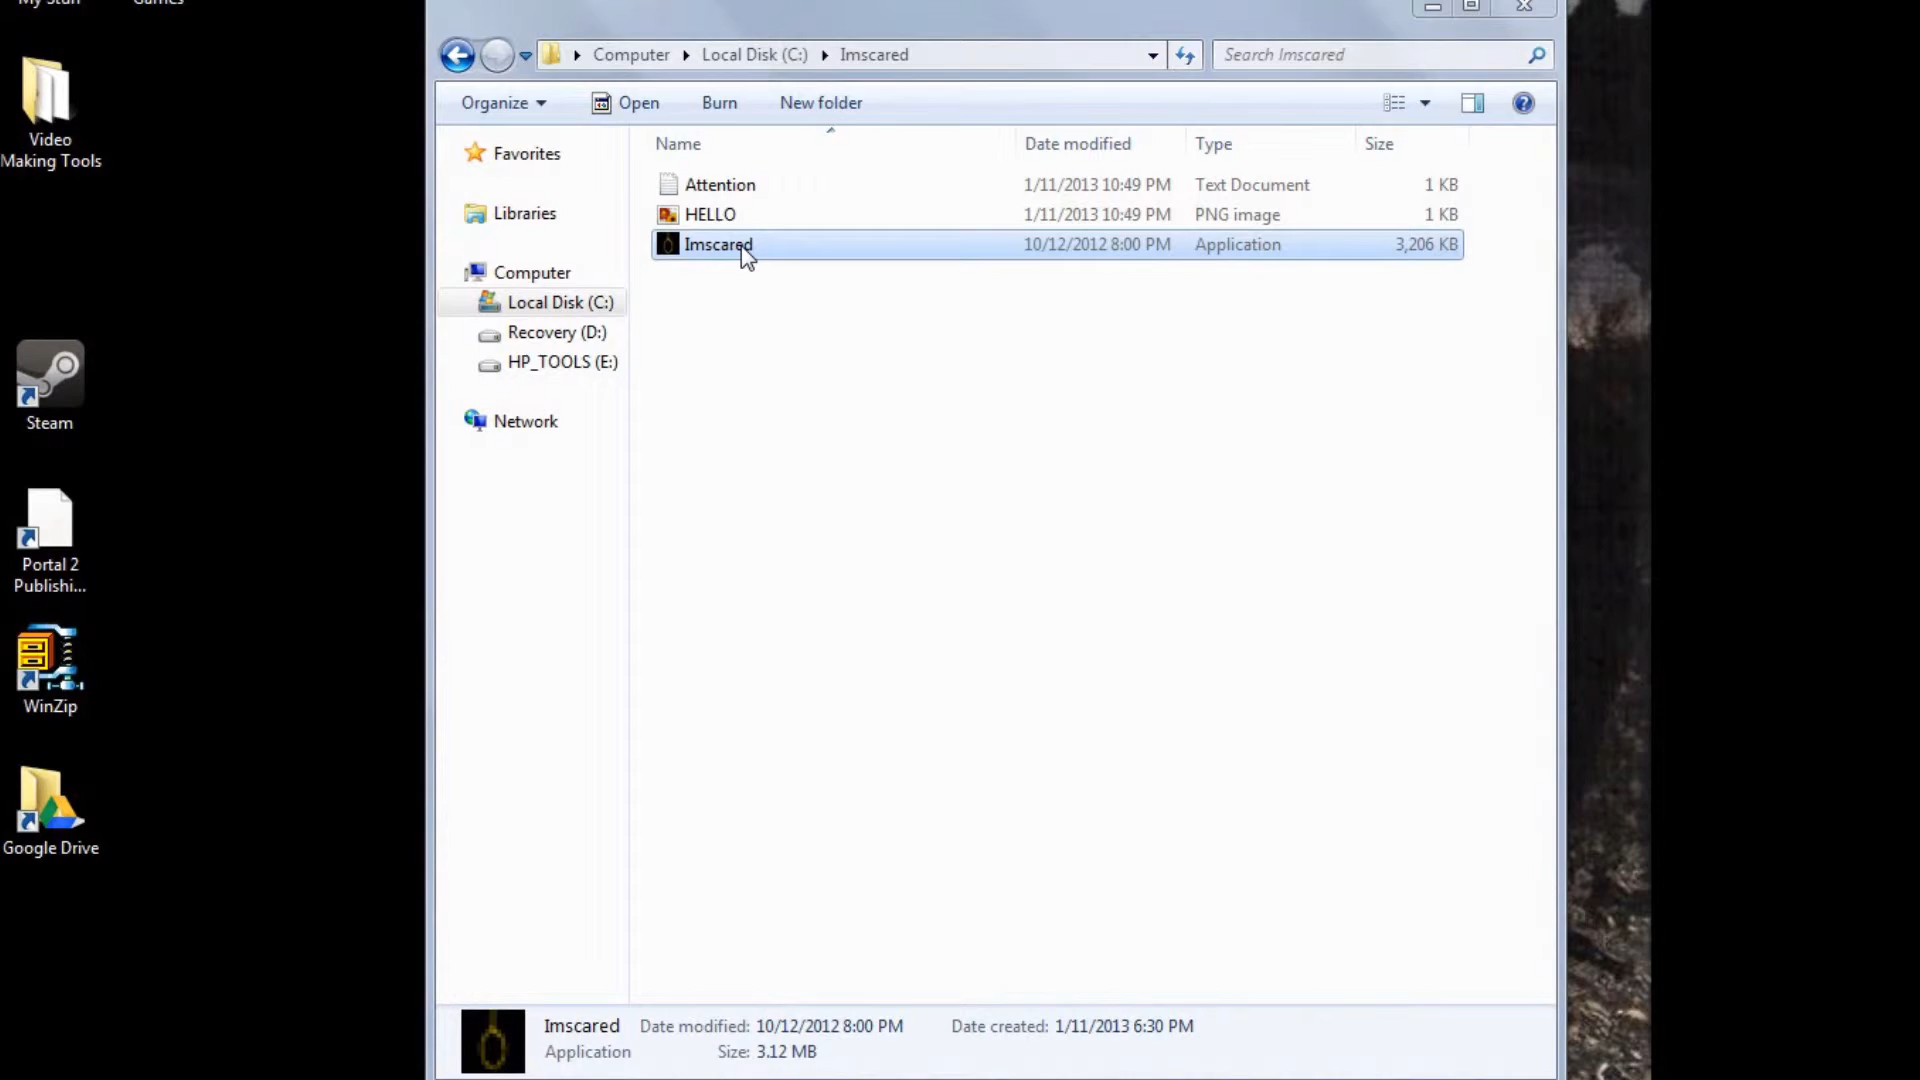 My Stuff
Games
Video
Making Tools
Steam
Portal 2
Publishi...
WinZip
Google Drive
Computer
Local Disk (C:)
Imscared
Search Imscared
Organize
Open
Burn
New folder
Favorites
Libraries
Computer
Local Disk (C:)
Recovery (D:)
HP_TOOLS (E:)
Network
Name Date modified Type Size
Attention 1/11/2013 10:49 PM Text Document 1 KB
HELLO 1/11/2013 10:49 PM PNG image 1 KB
Imscared 10/12/2012 8:00 PM Application 3,206 KB
Imscared Date modified: 10/12/2012 8:00 PM Date created: 1/11/2013 6:30 PM
Application Size: 3.12 MB